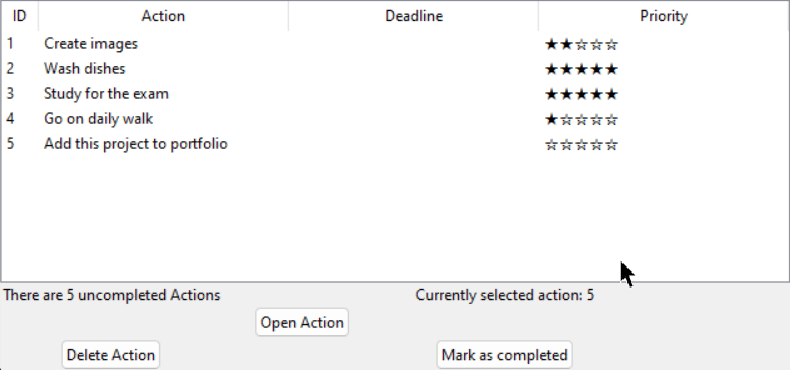 ID Action Deadline Priority
1 Create images ★★☆☆☆
2 Wash dishes ★★★★★
3 Study for the exam ★★★★★
4 Go on daily walk ★☆☆☆☆
5 Add this project to portfolio ☆☆☆☆☆
There are 5 uncompleted Actions Currently selected action: 5
Open Action
Delete Action Mark as completed